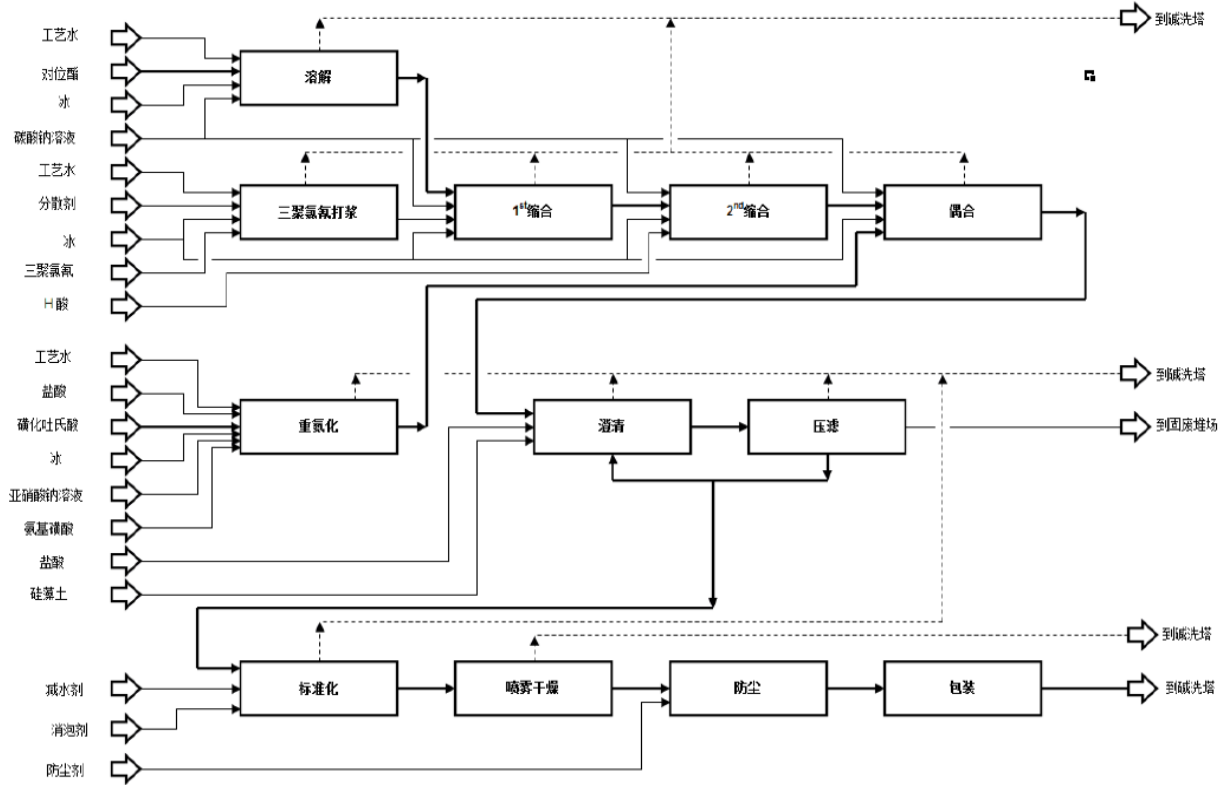 到碱洗塔
工艺水
对位酯
冰
碳酸钠溶液
溶解
工艺水
分散剂
冰
三聚氯氰
H酸
三聚氯氰打浆
1st缩合
2nd缩合
偶合
工艺水
盐酸
磺化吐氏酸
冰
亚硝酸钠溶液
氨基磺酸
盐酸
硅藻土
重氮化
澄清
压滤
到碱洗塔
到固废堆场
到碱洗塔
减水剂
消泡剂
防尘剂
标准化
喷雾干燥
防尘
包装
到碱洗塔